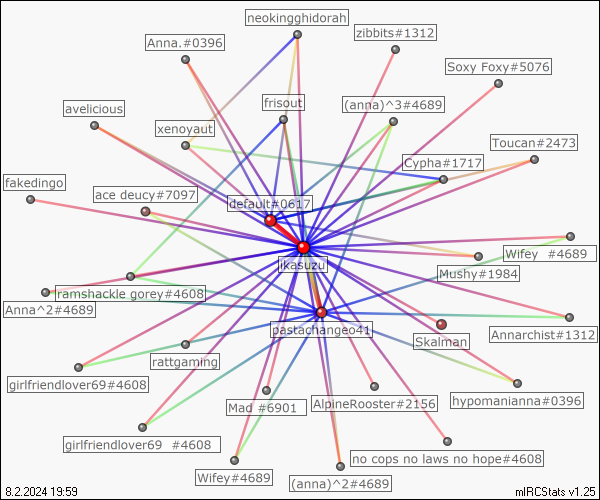 neokingghidorah
zibbits#1312
Anna.#0396
Soxy Foxy#5076
frisout
(anna)^3#4689
avelicious
xenoyaut
Toucan#2473
Cypha#1717
fakedingo
ace deucy#7097
default#0617
Wifey  #4689
ikasuzu
Mushy#1984
ramshackle gorey#4608
Anna^2#4689
pastachangeo41
Annarchist#1312
Skalman
rattgaming
girlfriendlover69#4608
hypomanianna#0396
Mad #6901
AlpineRooster#2156
girlfriendlover69  #4608
no cops no laws no hope#4608
Wifey#4689
(anna)^2#4689
8.2.2024 19:59
mIRCStats v1.25